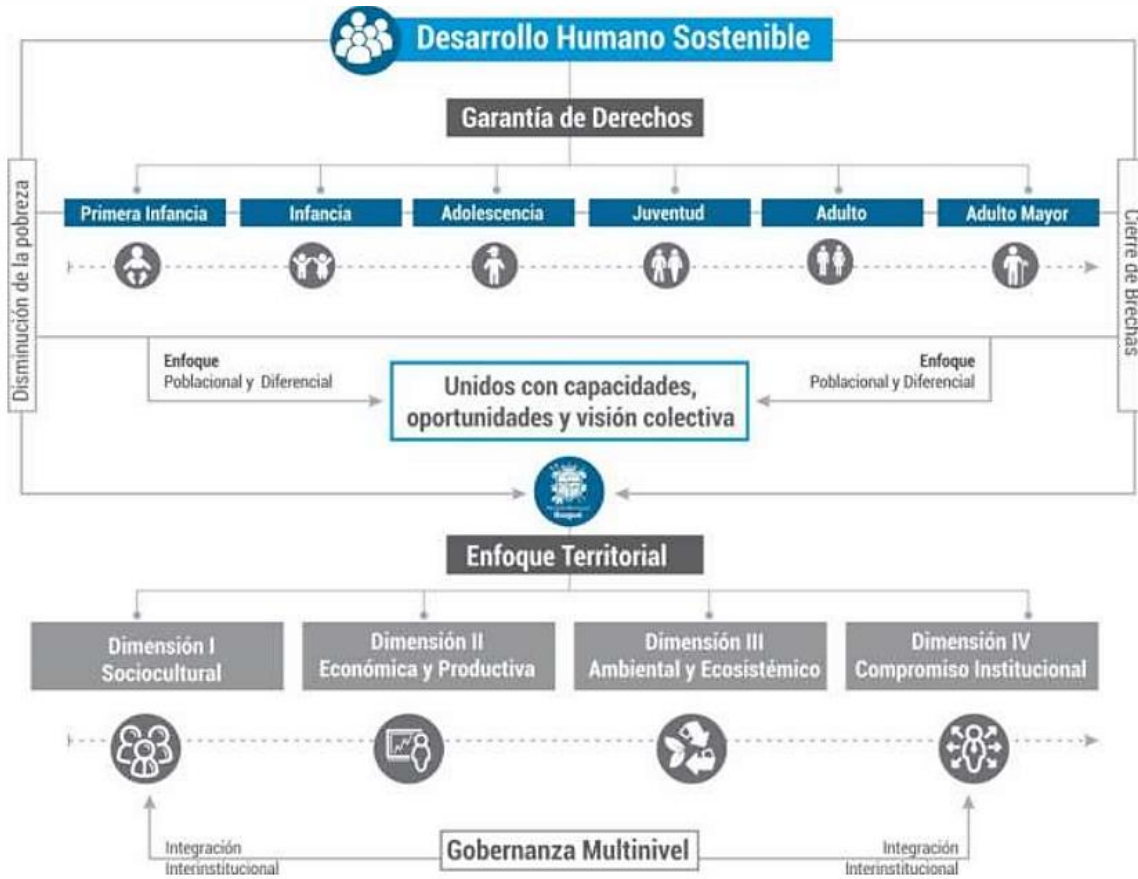 Desarrollo Humano Sostenible
Garantía de Derechos
Disminución de la pobreza
Cierre de Brechas
Primera Infancia
Infancia
Adolescencia
Juventud
Adulto
Adulto Mayor
Enfoque
Poblacional y Diferencial
Unidos con capacidades,
oportunidades y visión colectiva
Enfoque
Poblacional y Diferencial
Ibagué
Enfoque Territorial
Dimensión I
Sociocultural
Dimensión II
Económica y Productiva
Dimensión III
Ambiental y Ecosistémico
Dimensión IV
Compromiso Institucional
Integración
Interinstitucional
Gobernanza Multinivel
Integración
Interinstitucional